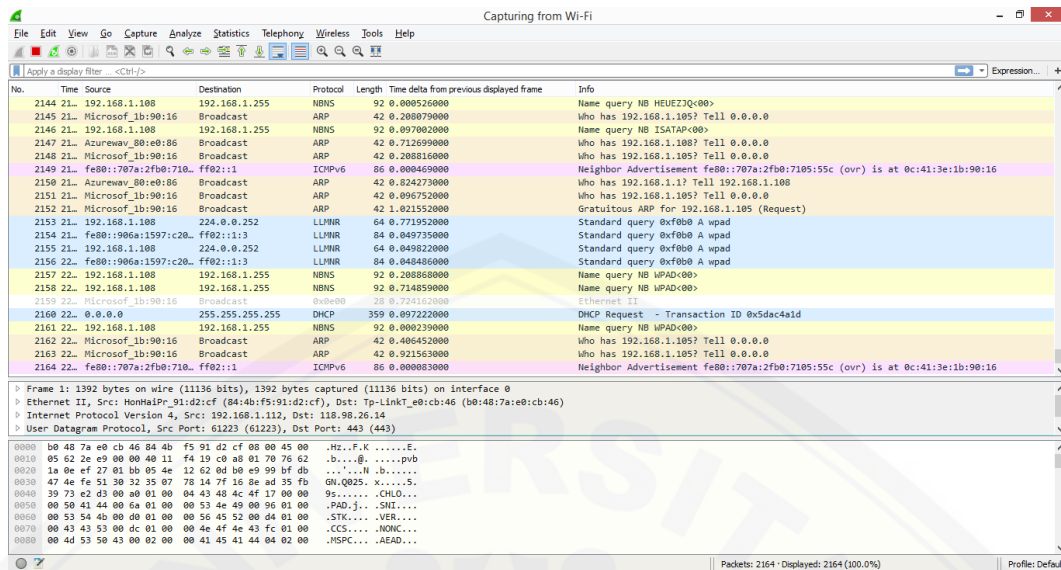 Capturing from Wi-Fi
File Edit View Go Capture Analyze Statistics Telephony Wireless Tools Help
Apply a display filter ... <Ctrl-/> Expression... +
No. Time Source Destination Protocol Length Time delta from previous displayed frame Info
2144 21… 192.168.1.108 192.168.1.255 NBNS 92 0.000526000 Name query NB HEUEZJQ<00>
2145 21… Microsof_1b:90:16 Broadcast ARP 42 0.208079000 Who has 192.168.1.105? Tell 0.0.0.0
2146 21… 192.168.1.108 192.168.1.255 NBNS 92 0.097002000 Name query NB ISATAP<00>
2147 21… Azurewav_80:e0:86 Broadcast ARP 42 0.712699000 Who has 192.168.1.108? Tell 0.0.0.0
2148 21… Microsof_1b:90:16 Broadcast ARP 42 0.208816000 Who has 192.168.1.105? Tell 0.0.0.0
2149 21… fe80::707a:2fb0:710… ff02::1 ICMPv6 86 0.000469000 Neighbor Advertisement fe80::707a:2fb0:7105:55c (ovr) is at 0c:41:3e:1b:90:16
2150 21… Azurewav_80:e0:86 Broadcast ARP 42 0.824273000 Who has 192.168.1.1? Tell 192.168.1.108
2151 21… Microsof_1b:90:16 Broadcast ARP 42 0.096752000 Who has 192.168.1.105? Tell 0.0.0.0
2152 21… Microsof_1b:90:16 Broadcast ARP 42 1.021552000 Gratuitous ARP for 192.168.1.105 (Request)
2153 21… 192.168.1.108 224.0.0.252 LLMNR 64 0.771952000 Standard query 0xf0b0 A wpad
2154 21… fe80::906a:1597:c20… ff02::1:3 LLMNR 84 0.049735000 Standard query 0xf0b0 A wpad
2155 22… 192.168.1.108 224.0.0.252 LLMNR 64 0.049822000 Standard query 0xf0b0 A wpad
2156 22… fe80::906a:1597:c20… ff02::1:3 LLMNR 84 0.048486000 Standard query 0xf0b0 A wpad
2157 22… 192.168.1.108 192.168.1.255 NBNS 92 0.208868000 Name query NB WPAD<00>
2158 22… 192.168.1.108 192.168.1.255 NBNS 92 0.714859000 Name query NB WPAD<00>
2159 22… Microsof_1b:90:16 Broadcast 0x0e00 28 0.724162000 Ethernet II
2160 22… 0.0.0.0 255.255.255.255 DHCP 359 0.097222000 DHCP Request - Transaction ID 0x5dac4a1d
2161 22… 192.168.1.108 192.168.1.255 NBNS 92 0.000239000 Name query NB WPAD<00>
2162 22… Microsof_1b:90:16 Broadcast ARP 42 0.406452000 Who has 192.168.1.105? Tell 0.0.0.0
2163 22… Microsof_1b:90:16 Broadcast ARP 42 0.921563000 Who has 192.168.1.105? Tell 0.0.0.0
2164 22… fe80::707a:2fb0:710… ff02::1 ICMPv6 86 0.000083000 Neighbor Advertisement fe80::707a:2fb0:7105:55c (ovr) is at 0c:41:3e:1b:90:16
Frame 1: 1392 bytes on wire (11136 bits), 1392 bytes captured (11136 bits) on interface 0
Ethernet II, Src: HonHaiPr_91:d2:cf (84:4b:f5:91:d2:cf), Dst: Tp-LinkT_e0:cb:46 (b0:48:7a:e0:cb:46)
Internet Protocol Version 4, Src: 192.168.1.112, Dst: 118.98.26.14
User Datagram Protocol, Src Port: 61223 (61223), Dst Port: 443 (443)
0000 b0 48 7a e0 cb 46 84 4b f5 91 d2 cf 08 00 45 00 .Hz..F.K ......E.
0010 05 62 2e e9 00 00 40 11 f4 19 c0 a8 01 70 76 62 .b....@. .....pvb
0020 1a 0e ef 27 01 bb 05 4e 12 62 0d b0 e9 99 bf db ...'...N .b......
0030 47 4e fe 51 30 32 35 07 78 14 7f 16 8e ad 35 fb GN.Q025. x.....5.
0040 39 73 e2 d3 00 a0 01 00 04 43 48 4c 4f 17 00 00 9s...... .CHLO...
0050 00 50 41 44 00 6a 01 00 00 53 4e 49 00 96 01 00 .PAD.j.. .SNI....
0060 00 53 54 4b 00 d0 01 00 00 56 45 52 00 d4 01 00 .STK.... .VER....
0070 00 43 43 53 00 dc 01 00 00 4e 4f 4e 43 fc 01 00 .CCS.... .NONC...
0080 00 4d 53 50 43 00 02 00 00 41 45 41 44 04 02 00 .MSPC... .AEAD...
Packets: 2164 · Displayed: 2164 (100.0%) Profile: Defau